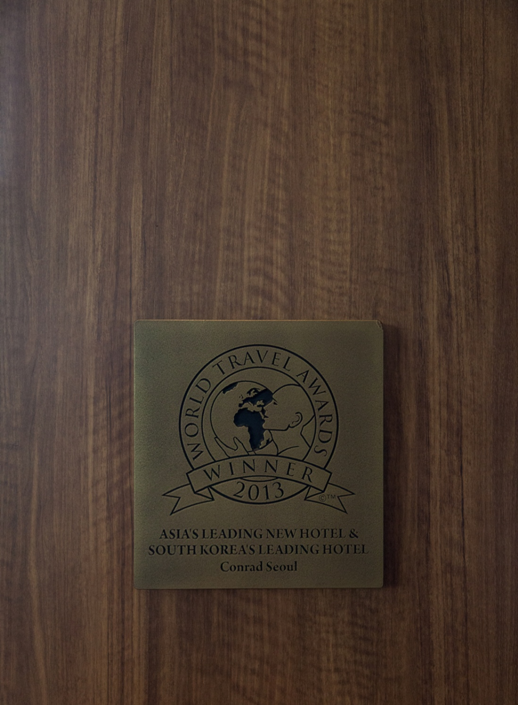 WORLD TRAVEL AWARDS
WINNER
2013
ASIA'S LEADING NEW HOTEL &
SOUTH KOREA'S LEADING HOTEL
Conrad Seoul